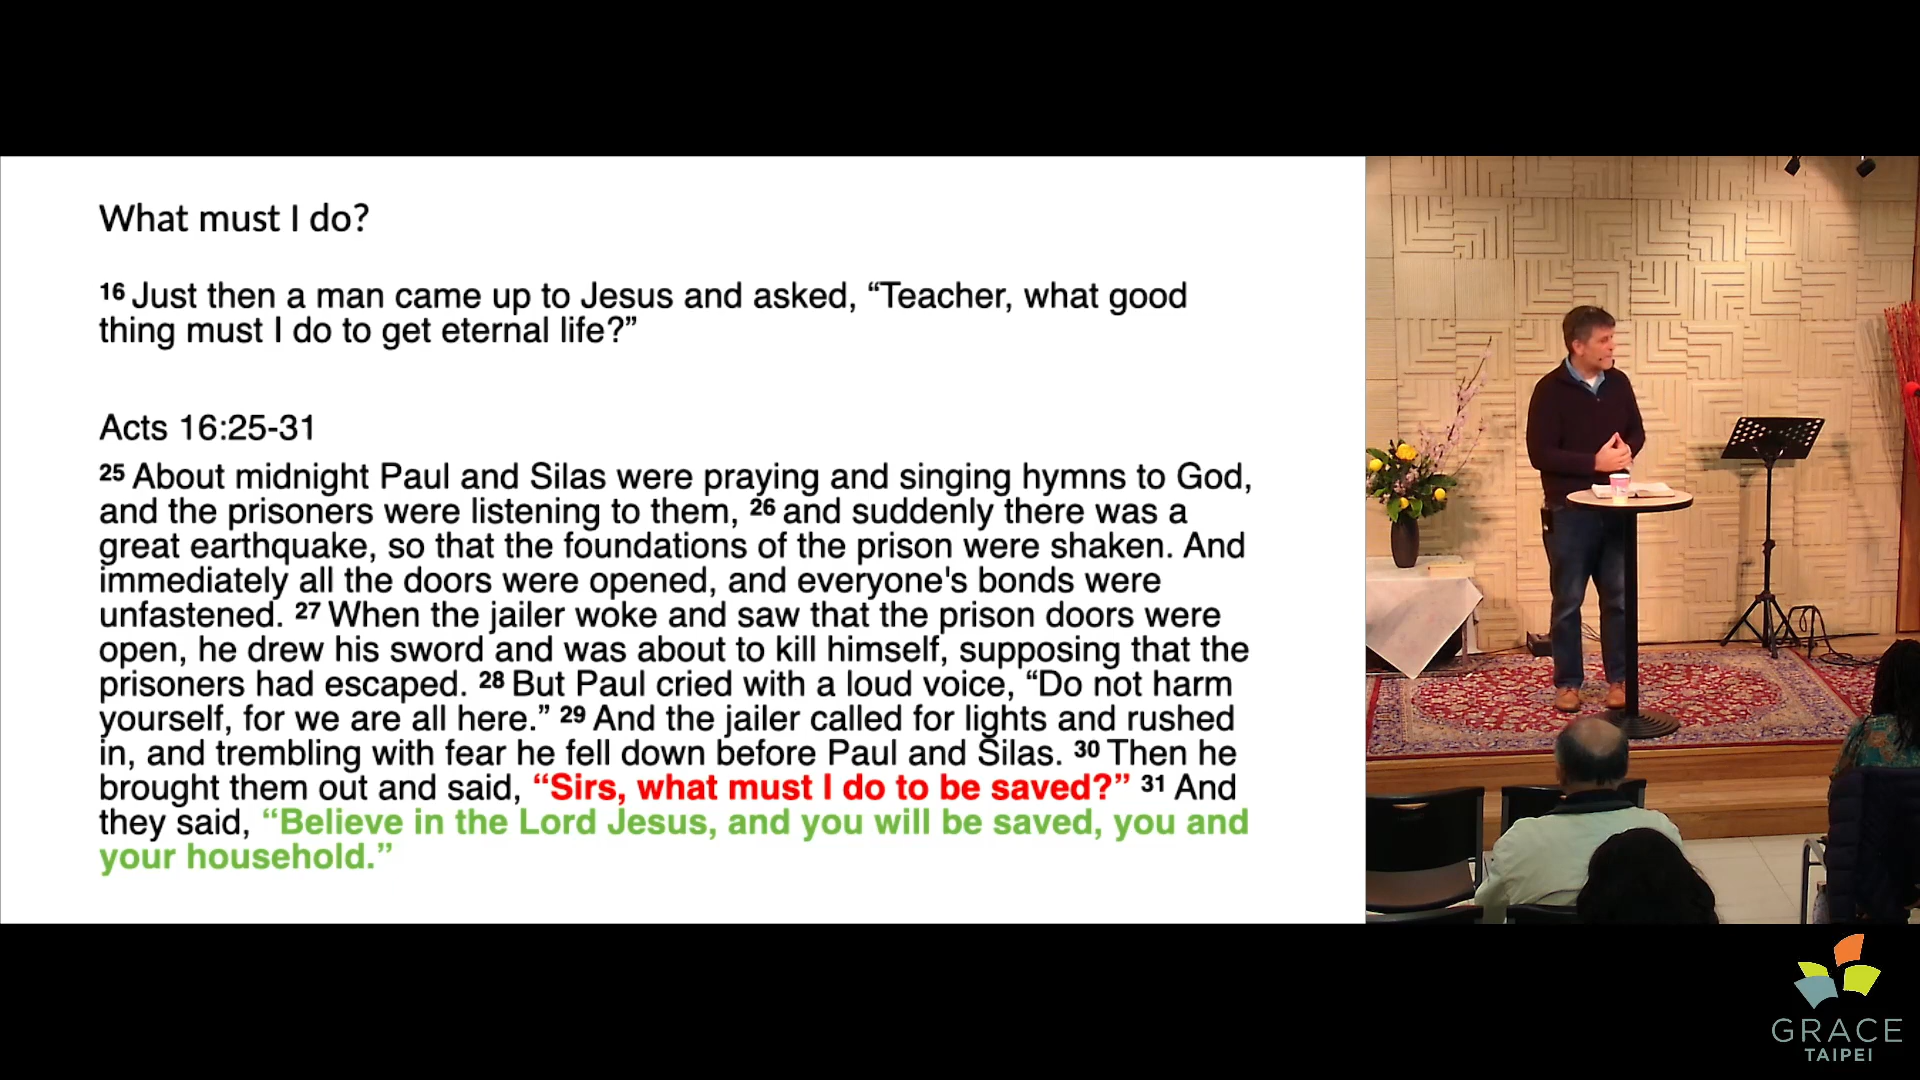 What must I do?
16 Just then a man came up to Jesus and asked, “Teacher, what good
thing must I do to get eternal life?”
Acts 16:25-31
25 About midnight Paul and Silas were praying and singing hymns to God,
and the prisoners were listening to them, 26 and suddenly there was a
great earthquake, so that the foundations of the prison were shaken. And
immediately all the doors were opened, and everyone's bonds were
unfastened. 27 When the jailer woke and saw that the prison doors were
open, he drew his sword and was about to kill himself, supposing that the
prisoners had escaped. 28 But Paul cried with a loud voice, “Do not harm
yourself, for we are all here.” 29 And the jailer called for lights and rushed
in, and trembling with fear he fell down before Paul and Silas. 30 Then he
brought them out and said, “Sirs, what must I do to be saved?” 31 And
they said, “Believe in the Lord Jesus, and you will be saved, you and
your household.”
GRACE
TAIPEI